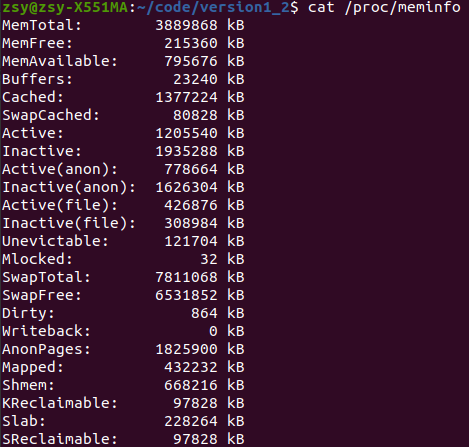 zsy@zsy-X551MA:~/code/version1_2$ cat /proc/meminfo
MemTotal:        3889868 kB
MemFree:          215360 kB
MemAvailable:     795676 kB
Buffers:           23240 kB
Cached:          1377224 kB
SwapCached:        80828 kB
Active:          1205540 kB
Inactive:        1935288 kB
Active(anon):     778664 kB
Inactive(anon):  1626304 kB
Active(file):     426876 kB
Inactive(file):   308984 kB
Unevictable:      121704 kB
Mlocked:              32 kB
SwapTotal:       7811068 kB
SwapFree:        6531852 kB
Dirty:               864 kB
Writeback:             0 kB
AnonPages:       1825900 kB
Mapped:           432232 kB
Shmem:            668216 kB
KReclaimable:      97828 kB
Slab:             228264 kB
SReclaimable:      97828 kB